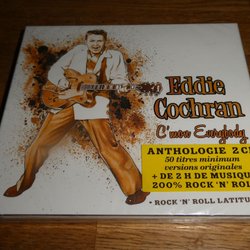 Eddie
Cochran
C'mon Everybody
ANTHOLOGIE 2 CD
50 titres minimum
versions originales
+ DE 2 H DE MUSIQUE
200% ROCK 'N' ROLL
• ROCK 'N' ROLL LATITU